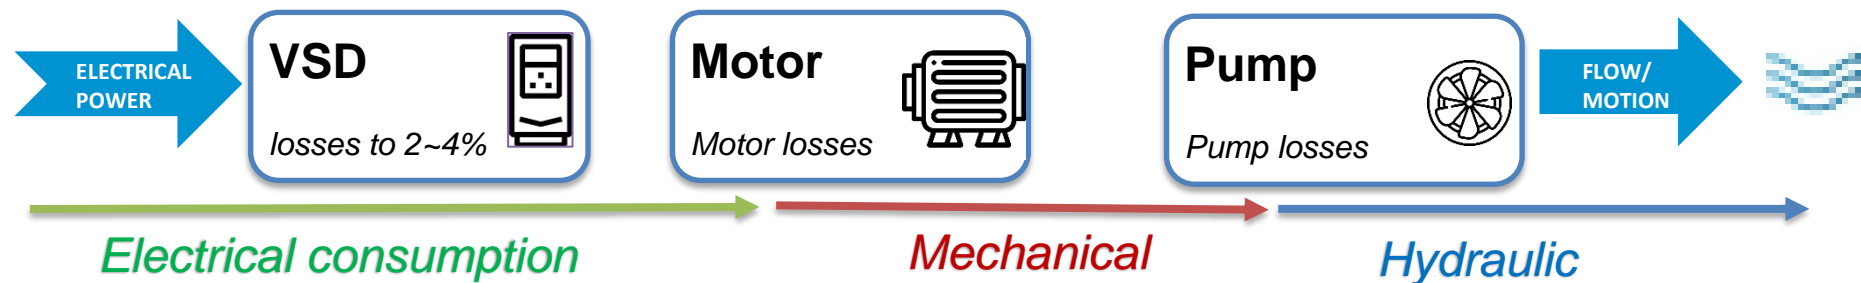 ELECTRICAL
POWER
VSD
losses to 2~4%
Motor
Motor losses
Pump
Pump losses
FLOW/
MOTION
Electrical consumption
Mechanical
Hydraulic